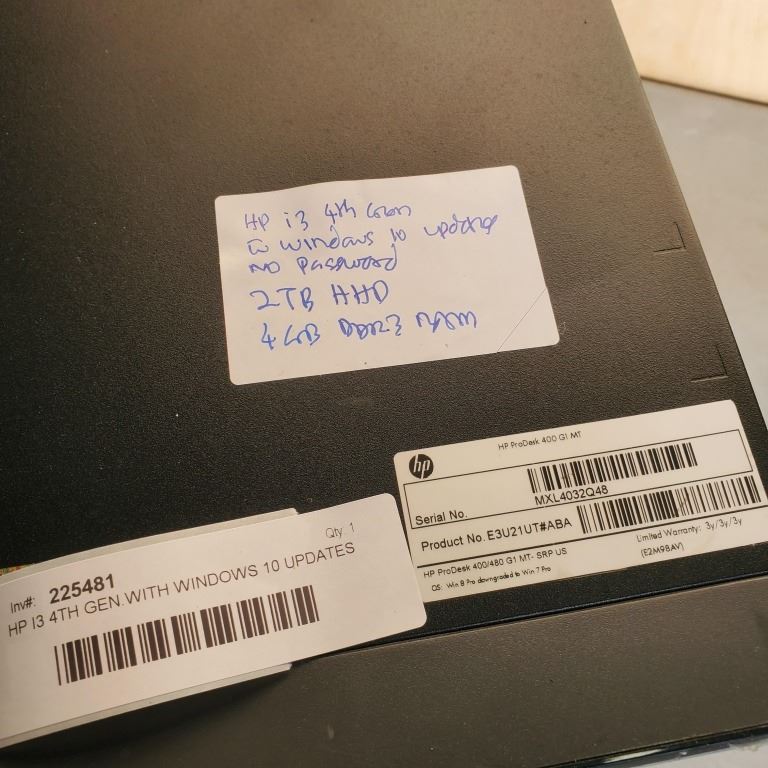 HP i3 4th Gen
Windows 10 update
No Password
2TB HHD
4GB DDR3 RAM
hp
HP ProDesk 400 G1 MT
Serial No.
MXL4032Q48
Product No. E3U21UT#ABA
HP ProDesk 400/480 G1 MT- SRP US
Limited Warranty: 3y/3y/3y
(E2M98AV)
OS: Win 8 Pro downgraded to Win 7 Pro
Inv#: 225481
Qty: 1
HP I3 4TH GEN.WITH WINDOWS 10 UPDATES